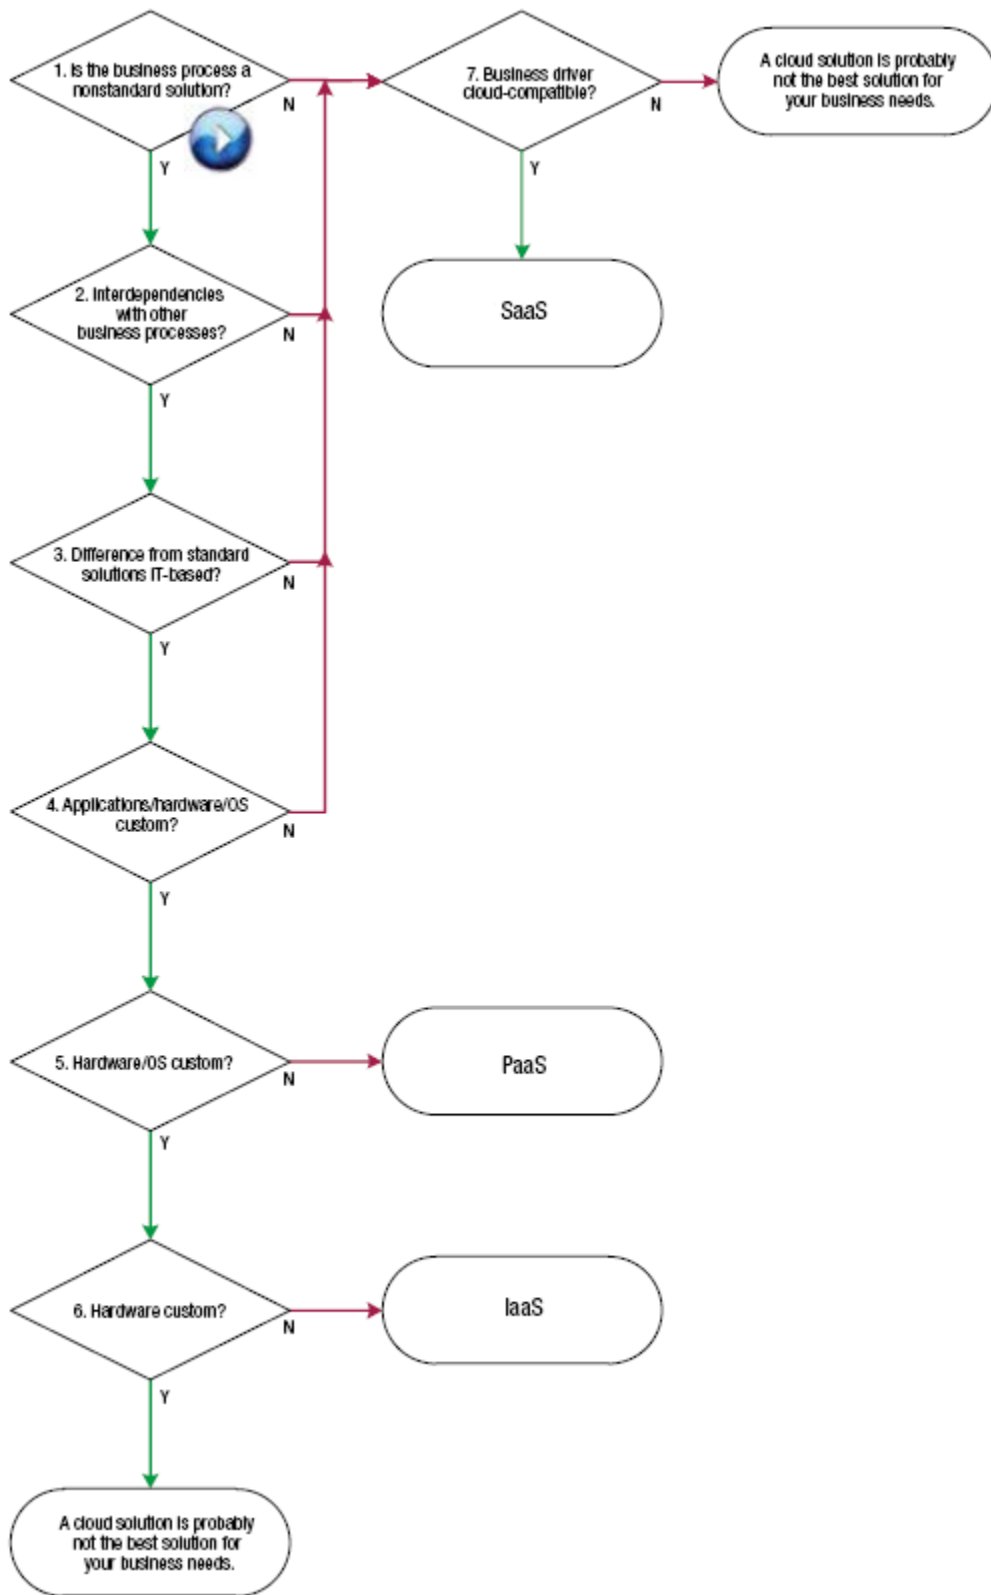 1. Is the business process a
nonstandard solution?
N
Y
7. Business driver
cloud-compatible?
N
Y
A cloud solution is probably
not the best solution for
your business needs.
SaaS
2. Interdependencies
with other
business processes?
N
Y
3. Difference from standard
solutions IT-based?
N
Y
4. Applications/hardware/OS
custom?
N
Y
5. Hardware/OS custom?
N
Y
PaaS
6. Hardware custom?
N
Y
IaaS
A cloud solution is probably
not the best solution for
your business needs.